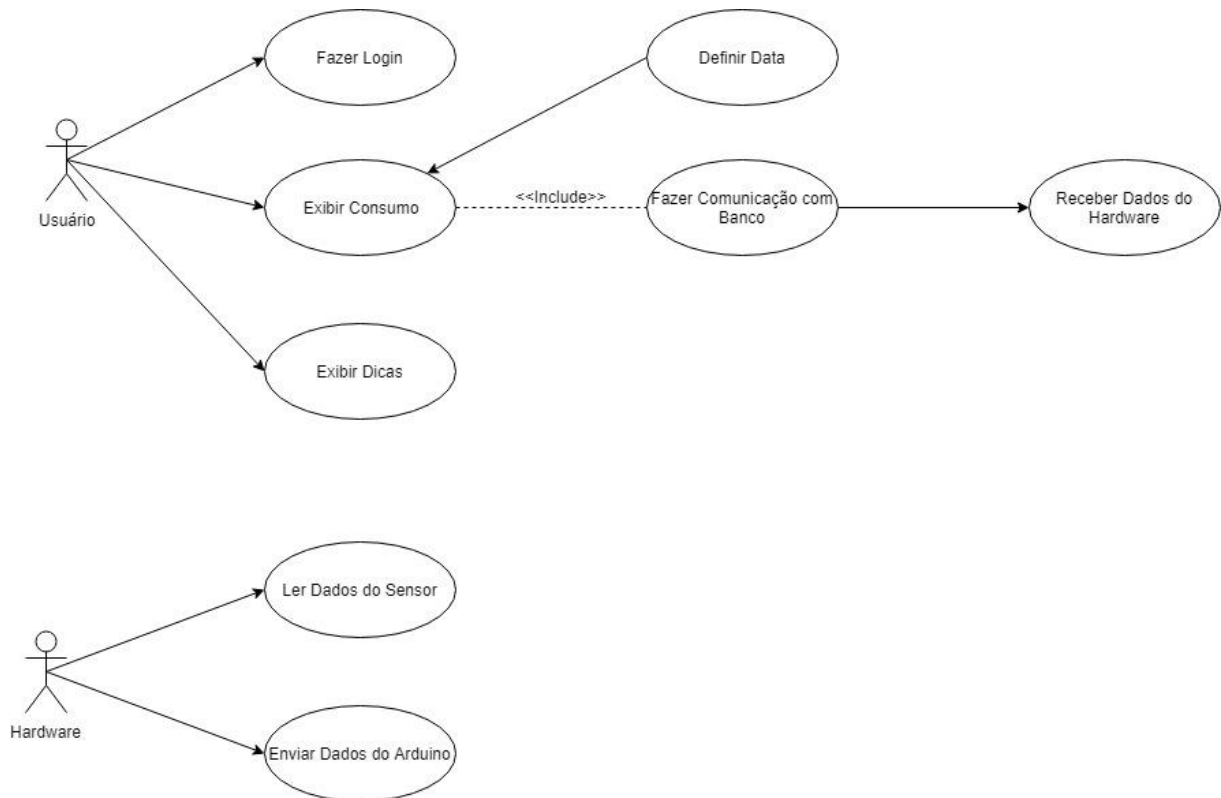 Fazer Login
Definir Data
Usuário
Exibir Consumo
<<Include>>
Fazer Comunicação com
Banco
Receber Dados do
Hardware
Exibir Dicas
Ler Dados do Sensor
Hardware
Enviar Dados do Arduino